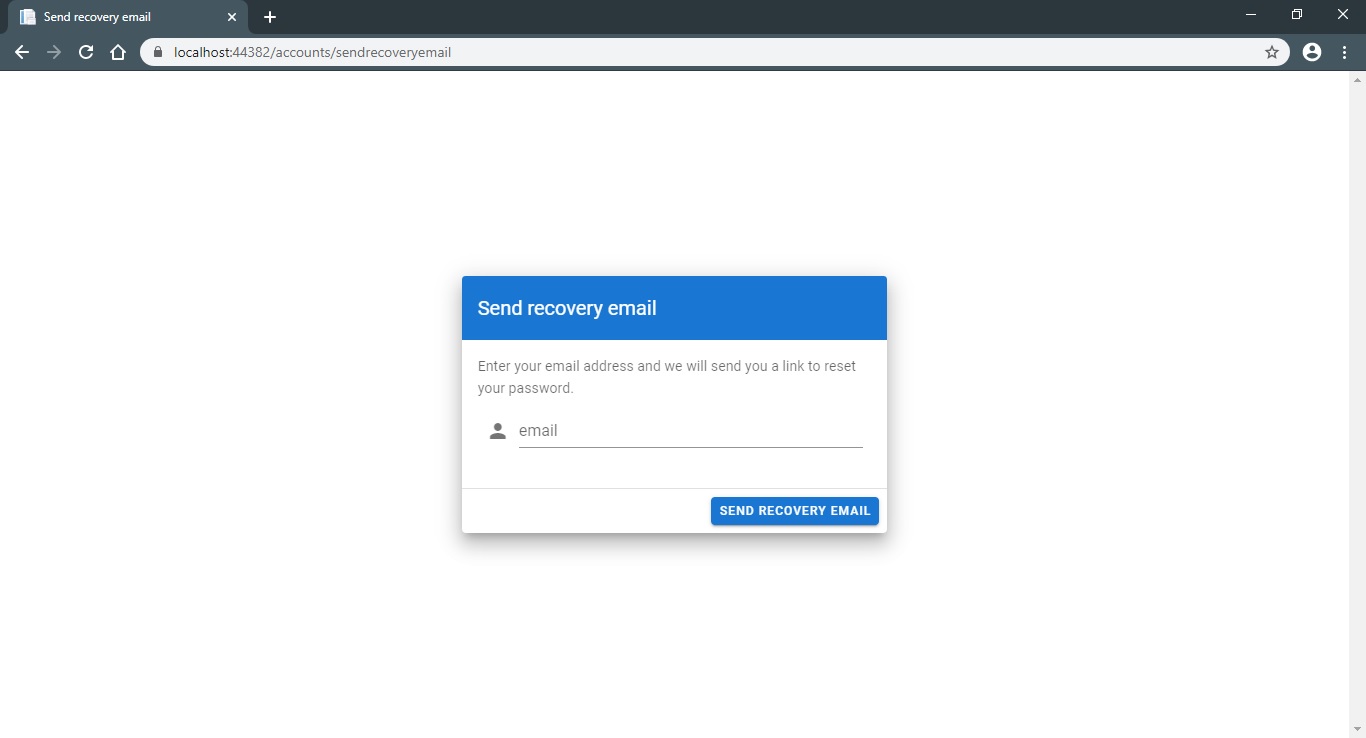 Send recovery email
localhost:44382/accounts/sendrecoveryemail
Send recovery email
Enter your email address and we will send you a link to reset
your password.
email
SEND RECOVERY EMAIL